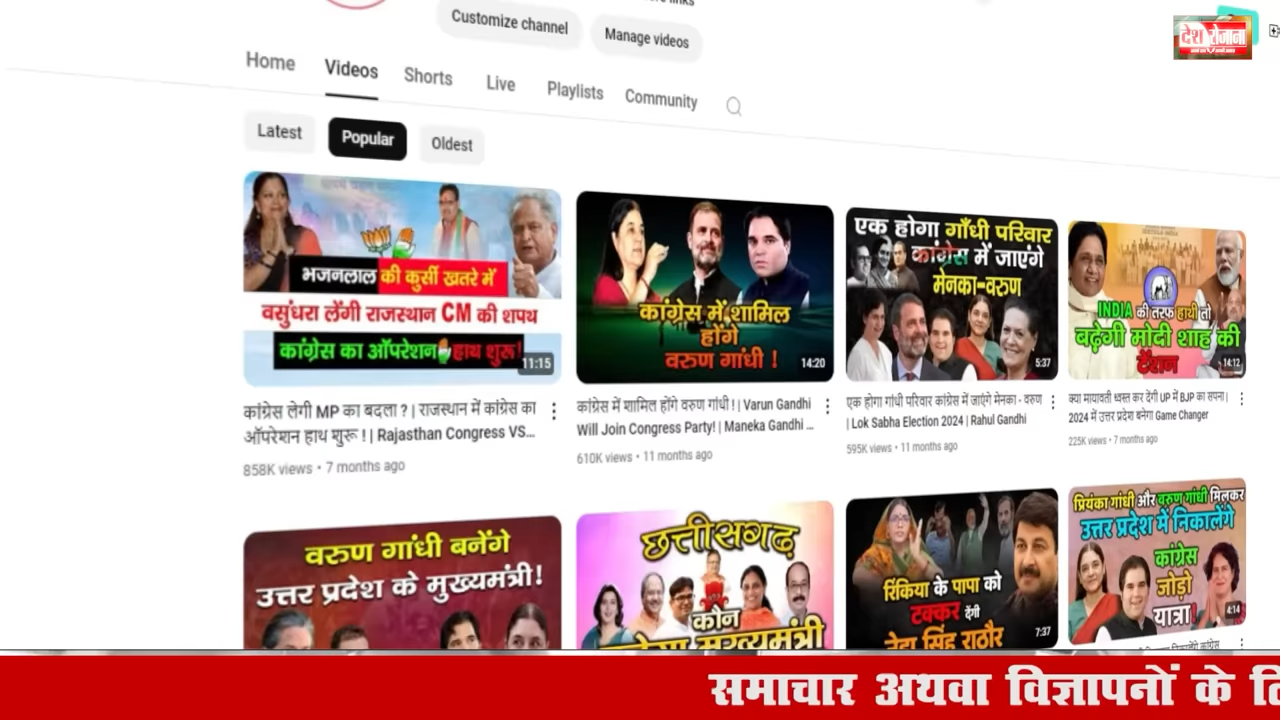 Customize channel
Manage videos
देश रोजाना
Home
Videos
Shorts
Live
Playlists
Community
Latest
Popular
Oldest
भजनलाल की कुर्सी खतरे में
वसुंधरा लेंगी राजस्थान CM की शपथ
कांग्रेस का ऑपरेशन हाथ शुरू!
11:15
कांग्रेस लेगी MP का बदला ? | राजस्थान में कांग्रेस का
ऑपरेशन हाथ शुरू ! | Rajasthan Congress VS...
858K views • 7 months ago
कांग्रेस में शामिल
होंगे
वरुण गांधी !
14:20
कांग्रेस में शामिल होंगे वरुण गांधी ! | Varun Gandhi
Will Join Congress Party! | Maneka Gandhi ...
610K views • 11 months ago
एक होगा गाँधी परिवार
कांग्रेस में जाएंगे
मेनका-वरुण
5:37
एक होगा गांधी परिवार कांग्रेस में जाएंगे मेनका - वरुण
| Lok Sabha Election 2024 | Rahul Gandhi
595K views • 11 months ago
INDIA की तरफ हाथी तो
बढ़ेगी मोदी शाह की
टेंशन
14:12
क्या मायावती ध्वस्त कर देंगी UP में BJP का सपना |
2024 में उत्तर प्रदेश बनेगा Game Changer
225K views • 7 months ago
वरुण गांधी बनेंगे
उत्तर प्रदेश के मुख्यमंत्री!
छत्तीसगढ़
कौन
मुख्यमंत्री
रिंकिया के पापा को
टक्कर देंगी
नेहा सिंह राठौर
7:37
प्रियंका गांधी और वरुण गांधी मिलकर
उत्तर प्रदेश में निकालेंगे
कांग्रेस
जोड़ो
यात्रा!
4:14
समाचार अथवा विज्ञापनों के